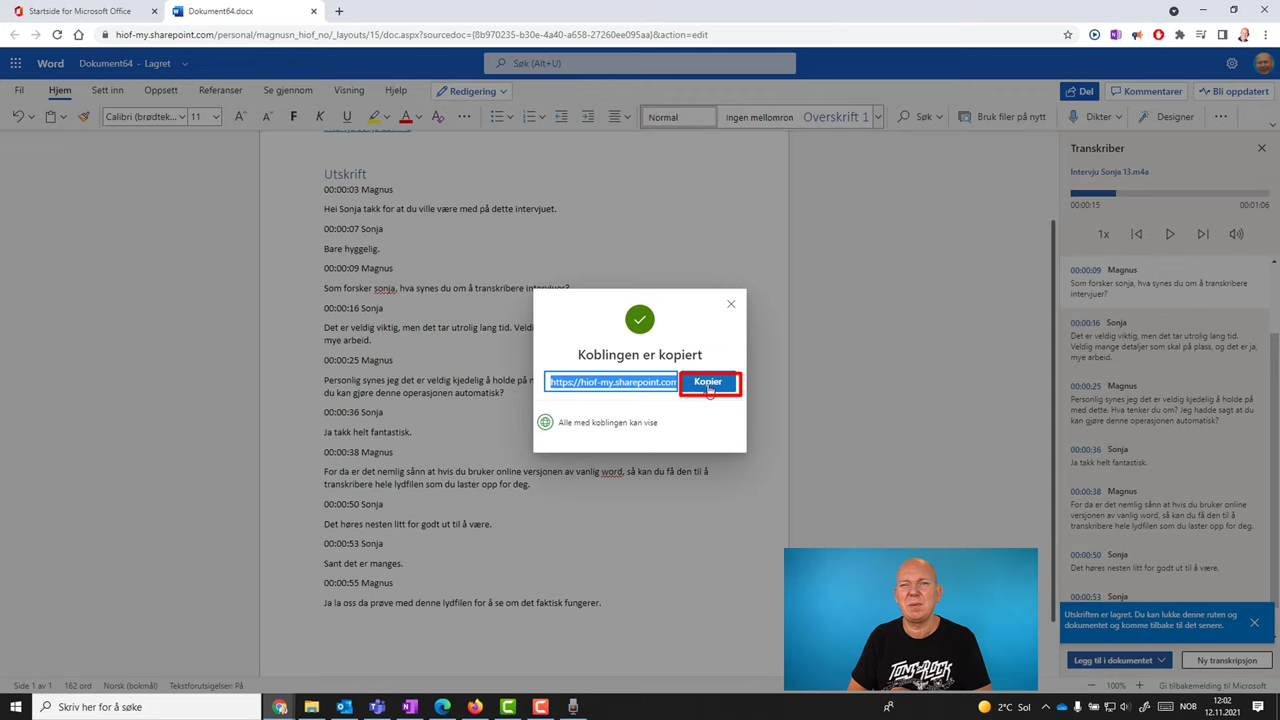 Startside for Microsoft Office
Dokument64.docx
hiof-my.sharepoint.com/personal/magnusn_hiof_no/_layouts/15/doc.aspx?sourcedoc={8b970235-b30e-4a40-a658-27260ee095aa}&action=edit
Word
Dokument64 - Lagret
Søk (Alt+U)
Fil
Hjem
Sett inn
Oppsett
Referanser
Se gjennom
Visning
Hjelp
Redigering
Del
Kommentarer
Bli oppdatert
Calibri (brødtek...
11
F
K
U
A
Normal
Ingen mellomrom
Overskrift 1
Søk
Bruk filer på nytt
Dikter
Designer
Utskrift
00:00:03 Magnus
Hei Sonja takk for at du ville være med på dette intervjuet.
00:00:07 Sonja
Bare hyggelig.
00:00:09 Magnus
Som forsker sonja, hva synes du om å transkribere intervjuer?
00:00:16 Sonja
Det er veldig viktig, men det tar utrolig lang tid. Veldi
mye arbeid.
00:00:25 Magnus
Personlig synes jeg det er veldig kjedelig å holde på m
du kan gjøre denne operasjonen automatisk?
00:00:36 Sonja
Ja takk helt fantastisk.
00:00:38 Magnus
For da er det nemlig sånn at hvis du bruker online versjonen av vanlig word, så kan du få den til å
transkribere hele lydfilen som du laster opp for deg.
00:00:50 Sonja
Det høres nesten litt for godt ut til å være.
00:00:53 Sonja
Sant det er manges.
00:00:55 Magnus
Ja la oss da prøve med denne lydfilen for å se om det faktisk fungerer.
Koblingen er kopiert
https://hiof-my.sharepoint.com
Kopier
Alle med koblingen kan vise
Transkriber
Intervju Sonja 13.m4a
00:00:15
00:01:06
1x
00:00:09 Magnus
Som forsker sonja, hva synes du om å transkribere
intervjuer?
00:00:16 Sonja
Det er veldig viktig, men det tar utrolig lang tid.
Veldig mange detaljer som skal på plass, og det er ja,
mye arbeid.
00:00:25 Magnus
Personlig synes jeg det er veldig kjedelig å holde på
med dette. Hva tenker du om? Jeg hadde sagt at du
kan gjøre denne operasjonen automatisk?
00:00:36 Sonja
Ja takk helt fantastisk.
00:00:38 Magnus
For da er det nemlig sånn at hvis du bruker online
versjonen av vanlig word, så kan du få den til å
transkribere hele lydfilen som du laster opp for deg.
00:00:50 Sonja
Det høres nesten litt for godt ut til å være.
00:00:53 Sonja
Utskriften er lagret. Du kan lukke denne ruten og
dokumentet og komme tilbake til det senere.
Legg til i dokumentet
Ny transkripsjon
Side 1 av 1
162 ord
Norsk (bokmål)
Tekstforutsigelser: På
100%
Gi tilbakemelding til Microsoft
Skriv her for å søke
2°C Sol
NOB
12:02
12.11.2021